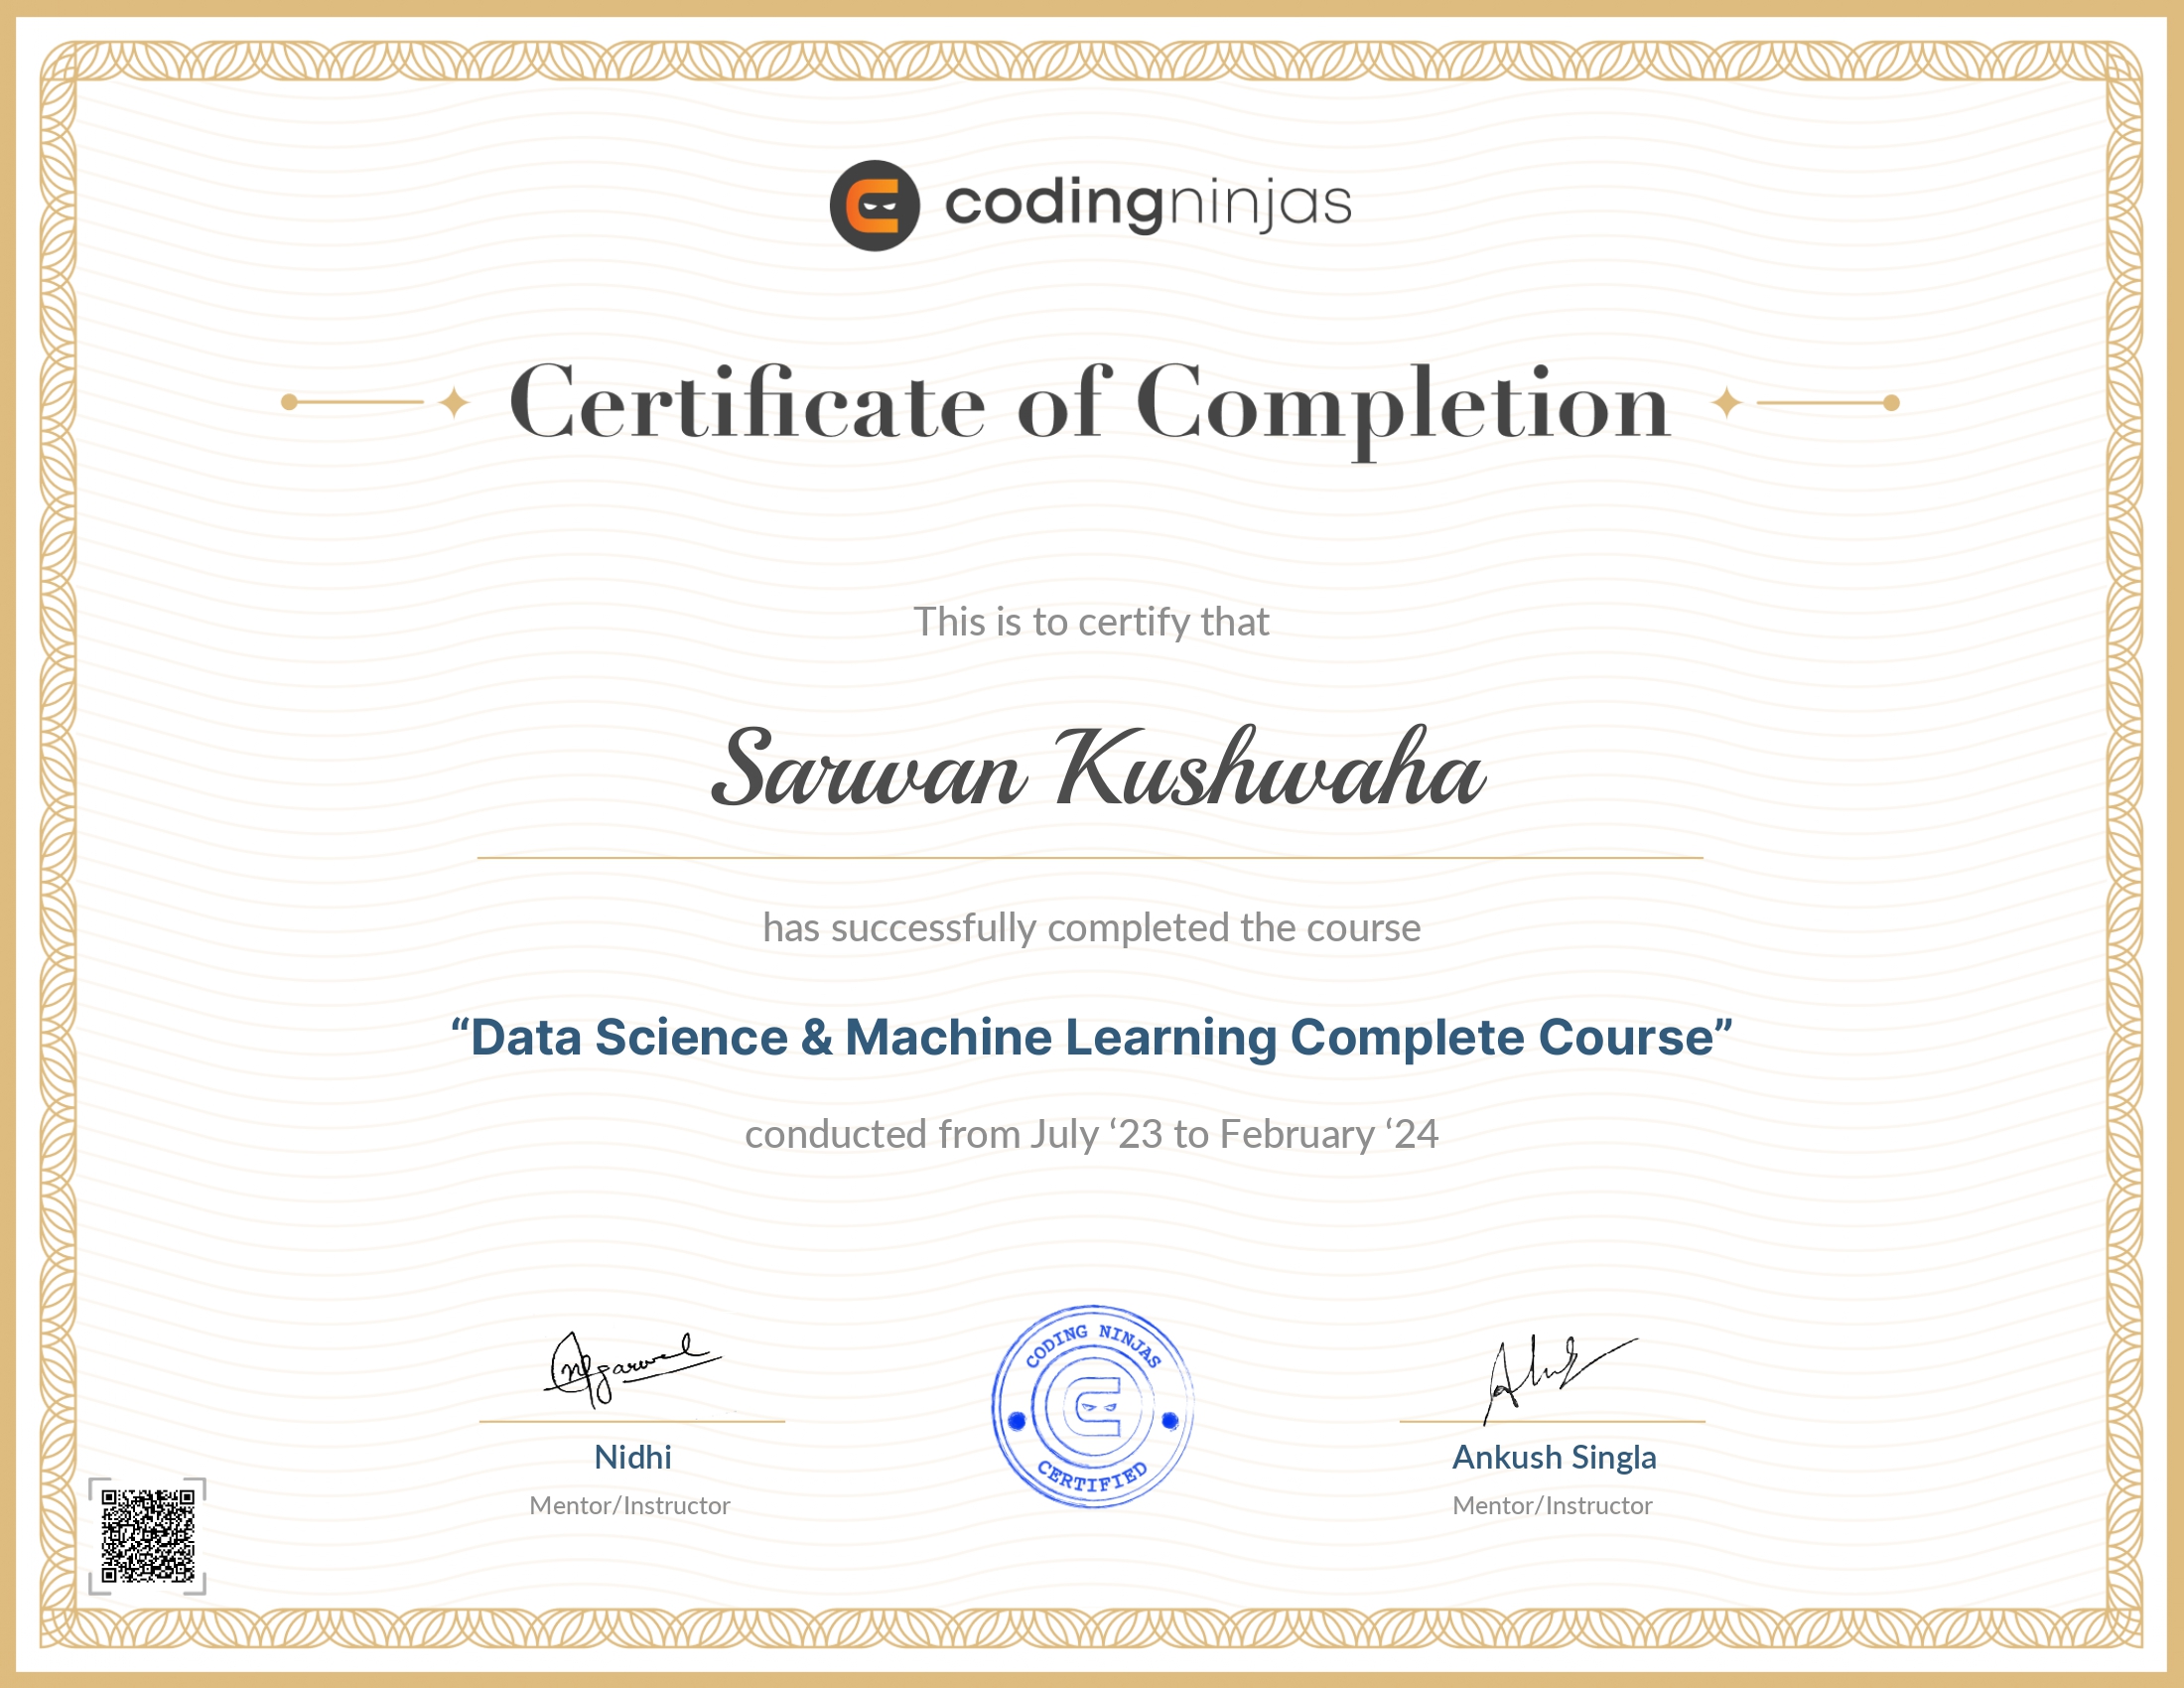 codingninjas
Certificate of Completion
This is to certify that
Sarwan Kushwaha
has successfully completed the course
“Data Science & Machine Learning Complete Course”
conducted from July ‘23 to February ‘24
CODING NINJAS
CERTIFIED
Nidhi
Mentor/Instructor
Ankush Singla
Mentor/Instructor